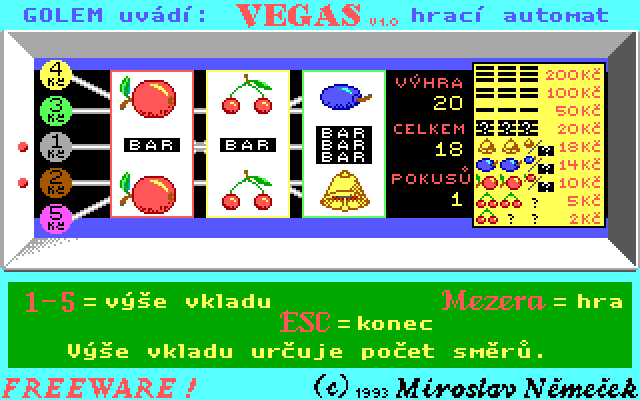 GOLEM uvádí: VEGAS v1.0 hrací automat
4 Kč
3 Kč
1 Kč
2 Kč
5 Kč
BAR BAR BAR
BAR
BAR
VÝHRA
20
CELKEM
18
POKUSŮ
1
200Kč
100Kč
50Kč
20Kč
18Kč
14Kč
10Kč
? 5Kč
? ? 2Kč
1-5 = výše vkladu Mezera = hra
ESC = konec
Výše vkladu určuje počet směrů.
FREEWARE! (c) 1993 Miroslav Němeček